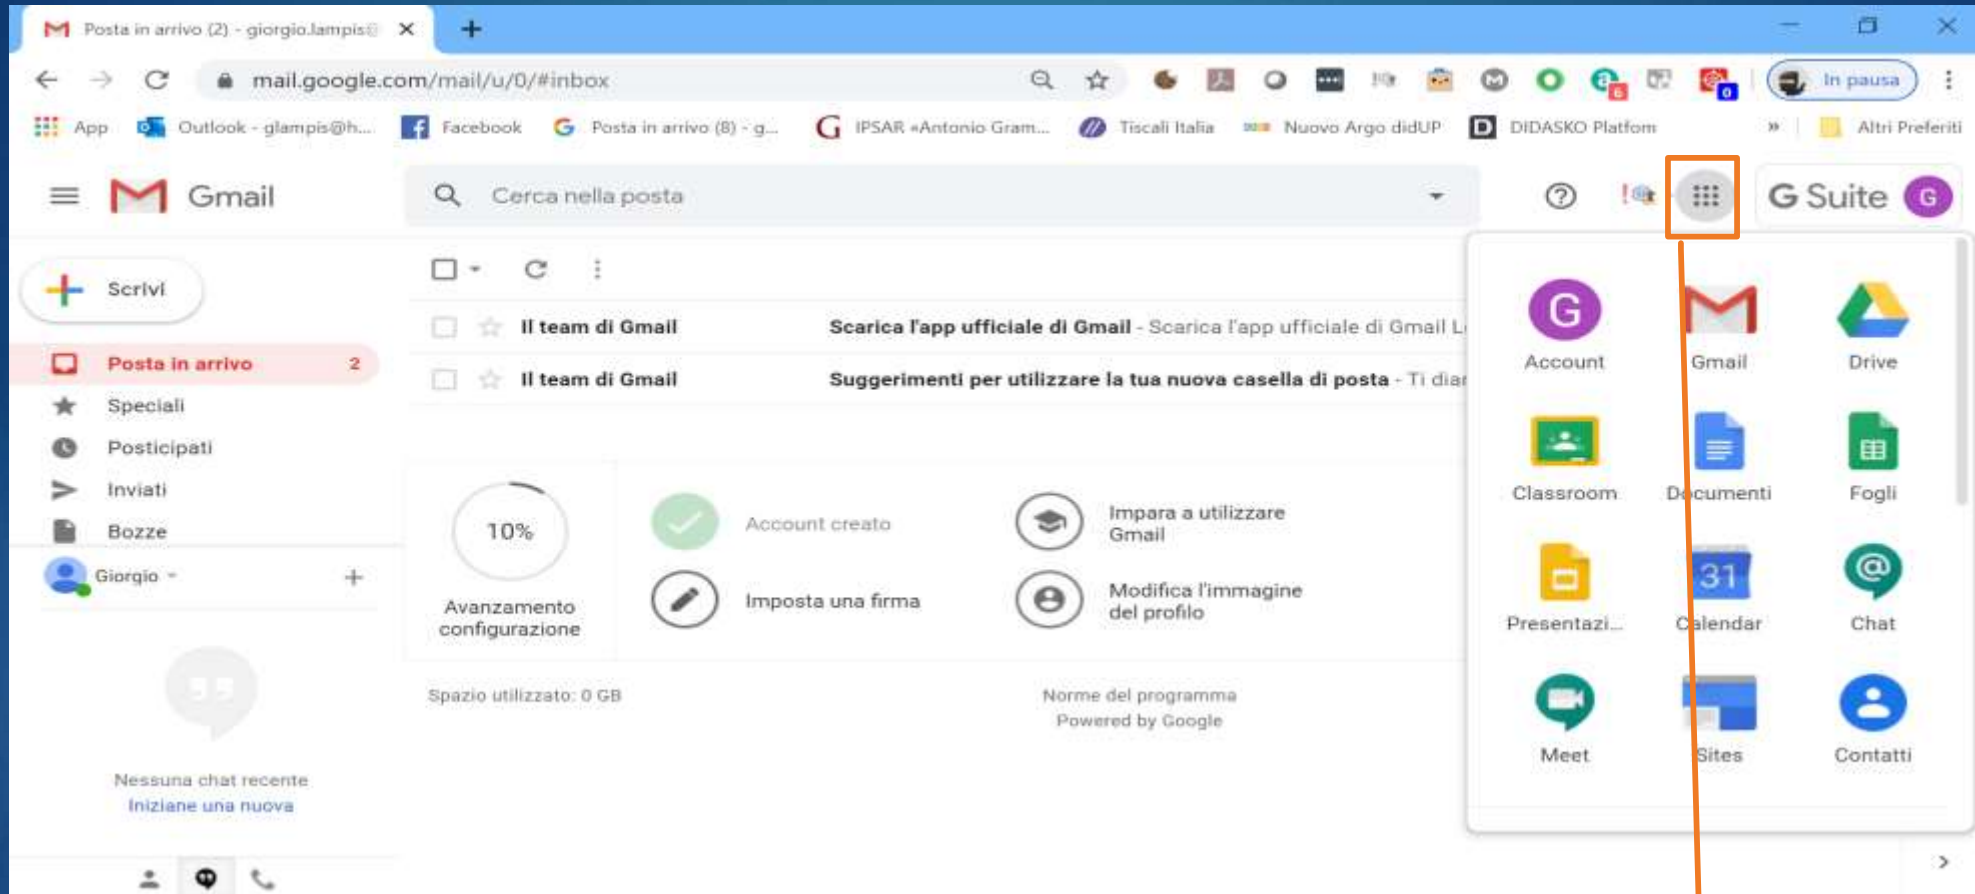 Posta in arrivo (2) - giorgio.lampis
mail.google.com/mail/u/0/#inbox
In pausa
App
Outlook - glampis@h...
Facebook
Posta in arrivo (8) - g...
IPSAR «Antonio Gram...
Tiscali Italia
Nuovo Argo didUP
DIDASKO Platfom
»
Altri Preferiti
Gmail
Cerca nella posta
G Suite
G
Scrivi
Posta in arrivo 2
Speciali
Posticipati
Inviati
Bozze
Giorgio
Nessuna chat recente
Iniziane una nuova
Il team di Gmail Scarica l'app ufficiale di Gmail - Scarica l'app ufficiale di Gmail L
Il team di Gmail Suggerimenti per utilizzare la tua nuova casella di posta - Ti dia
10%
Avanzamento
configurazione
Account creato
Imposta una firma
Impara a utilizzare
Gmail
Modifica l'immagine
del profilo
Spazio utilizzato: 0 GB
Norme del programma
Powered by Google
G
Account
Gmail
Drive
Classroom
Documenti
Fogli
Presentazi...
31
Calendar
Chat
Meet
Sites
Contatti